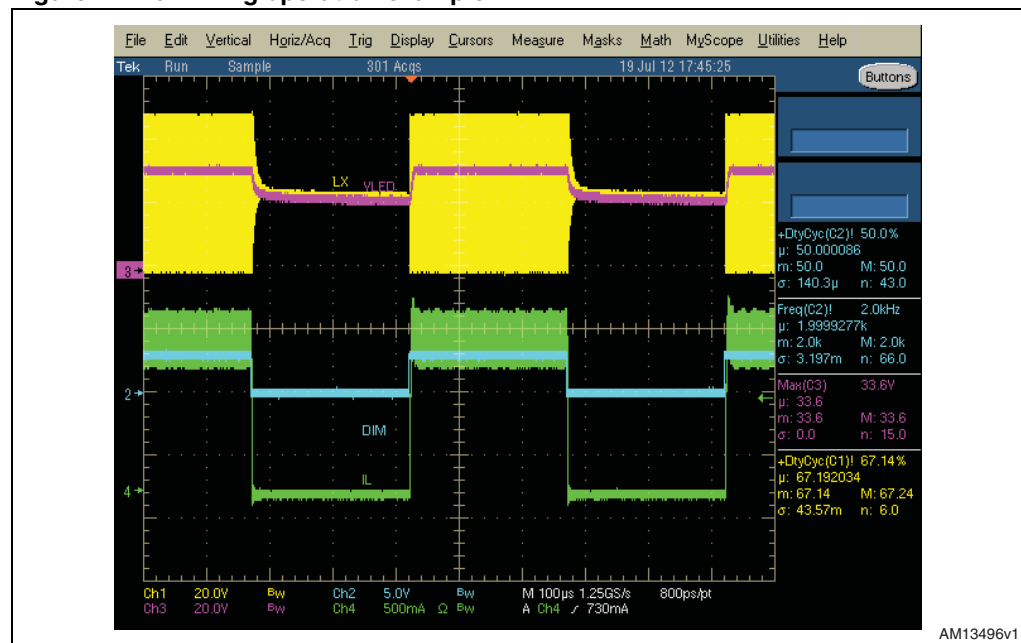 File Edit Vertical Horiz/Acq Trig Display Cursors Measure Masks Math MyScope Utilities Help
Tek Run Sample 301 Acqs 19 Jul 12 17:45:25
Buttons
LX VLED
3
+DtyCyc(C2)! 50.0%
µ: 50.000086
m: 50.0 M: 50.0
σ: 140.3µ n: 43.0
Freq(C2)! 2.0kHz
µ: 1.9999277k
m: 2.0k M: 2.0k
σ: 3.197m n: 66.0
2
Max(C3) 33.6V
µ: 33.6
m: 33.6 M: 33.6
σ: 0.0 n: 15.0
DIM
IL
4
+DtyCyc(C1)! 67.14%
µ: 67.192034
m: 67.14 M: 67.24
σ: 43.57m n: 6.0
Ch1 20.0V Bw Ch2 5.0V Bw M 100µs 1.25GS/s 800ps/pt
Ch3 20.0V Bw Ch4 500mA Ω Bw A Ch4 ƒ 730mA
AM13496v1